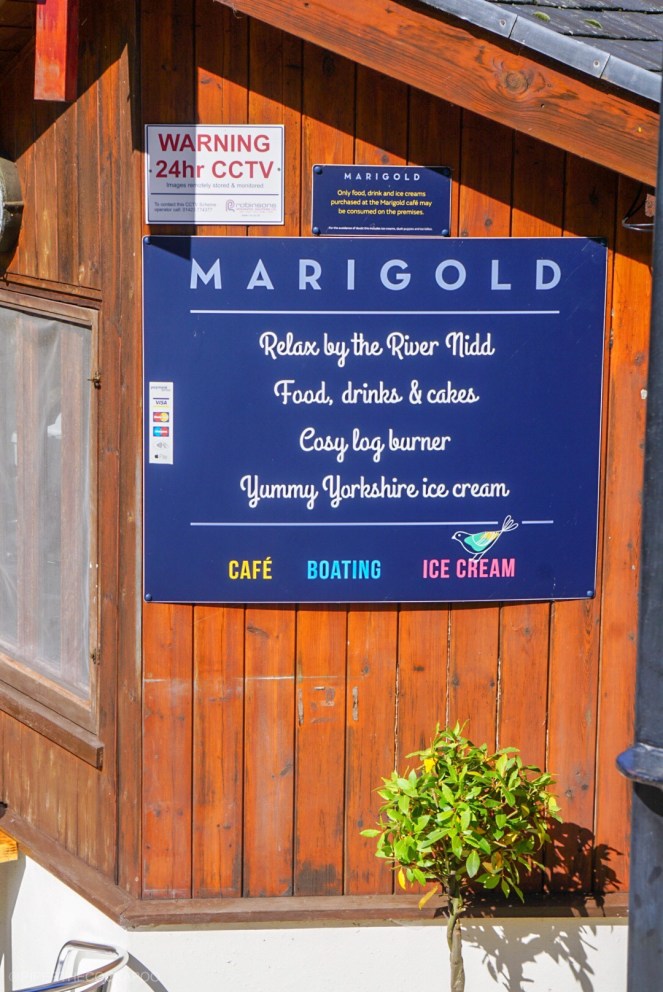 WARNING
24hr CCTV
Images remotely stored & monitored
MARIGOLD
Only food, drink and ice creams
purchased at the Marigold café may
be consumed on the premises.
MARIGOLD
Relax by the River Nidd
Food, drinks & cakes
Cosy log burner
Yummy Yorkshire ice cream
VISA
CAFÉ BOATING ICE CREAM